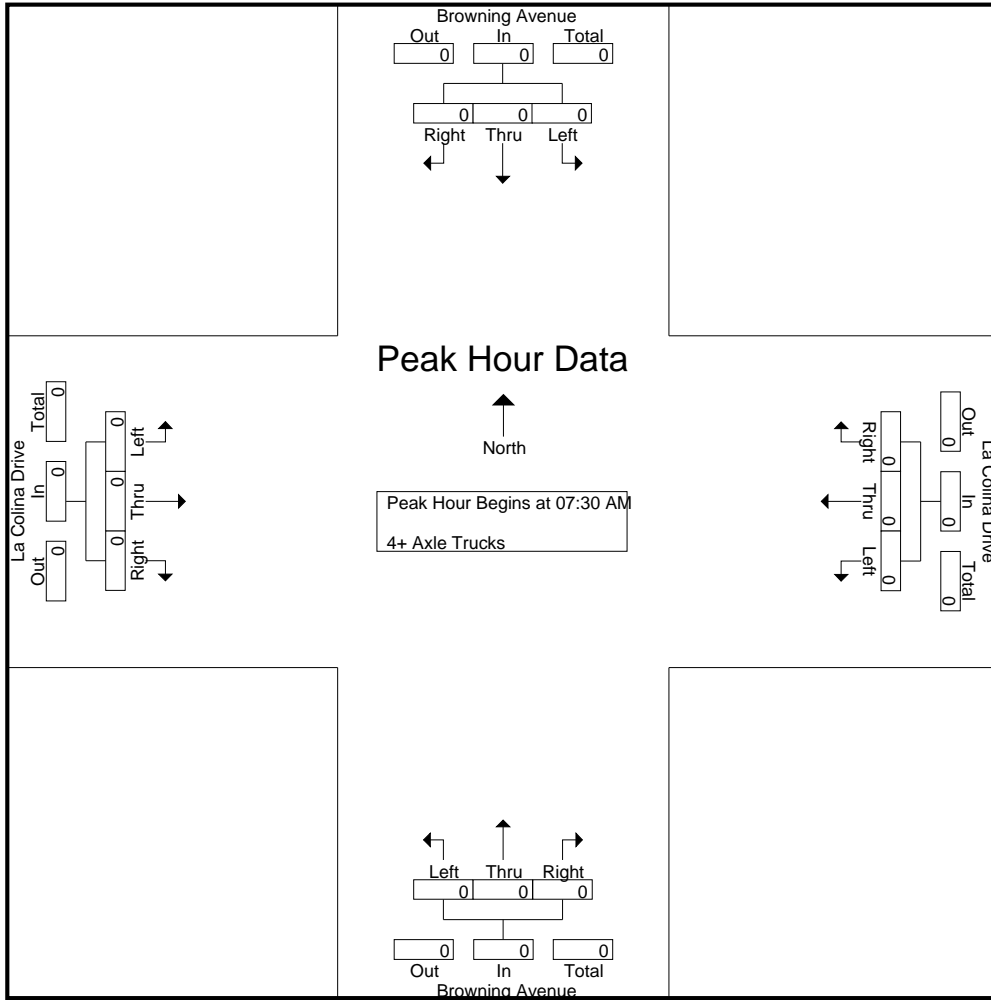 Browning Avenue
Out In Total
0 0 0
0 0 0
Right Thru Left
Peak Hour Data
North
Peak Hour Begins at 07:30 AM
4+ Axle Trucks
La Colina Drive
Out In Total
0 0 0
0 0 0
Right Thru Left
La Colina Drive
Total In Out
0 0 0
0 0 0
Left Thru Right
Left Thru Right
0 0 0
0 0 0
Out In Total
Browning Avenue